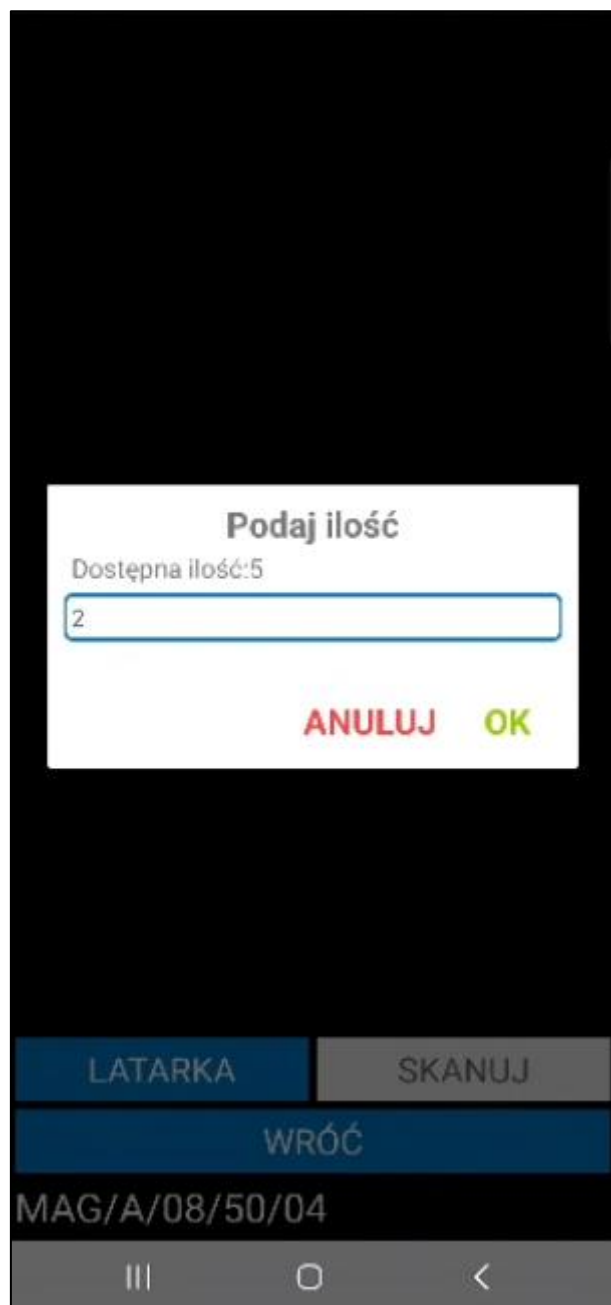 Podaj ilość
Dostępna ilość:5
2
ANULUJ OK
LATARKA SKANUJ
WRÓĆ
MAG/A/08/50/04